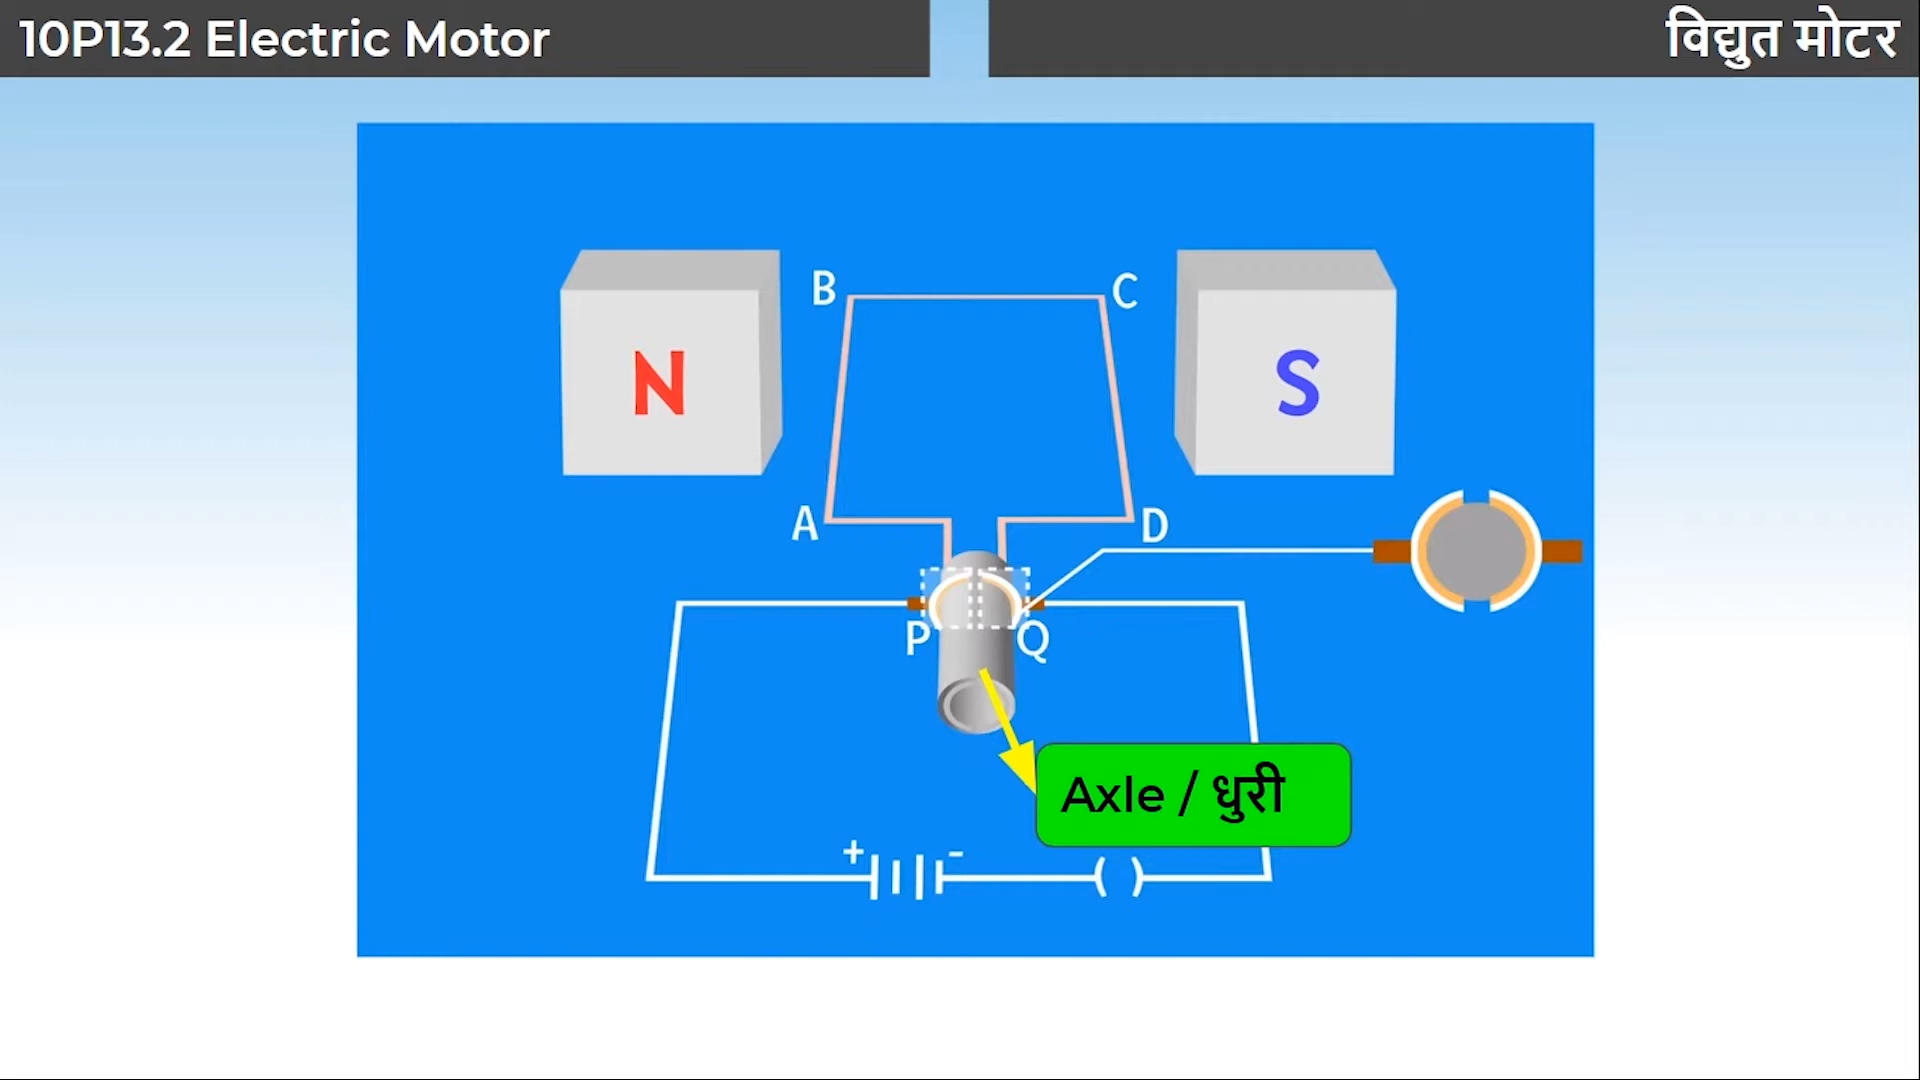 10P13.2 Electric Motor
विद्युत मोटर
B
C
N
S
A
D
P
Q
Axle / धुरी
+
-